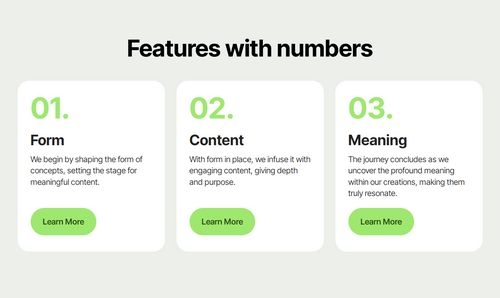 Features with numbers
01.
Form
We begin by shaping the form of
concepts, setting the stage for
meaningful content.
Learn More
02.
Content
With form in place, we infuse it with
engaging content, giving depth
and purpose.
Learn More
03.
Meaning
The journey concludes as we
uncover the profound meaning
within our creations, making them
truly resonate.
Learn More